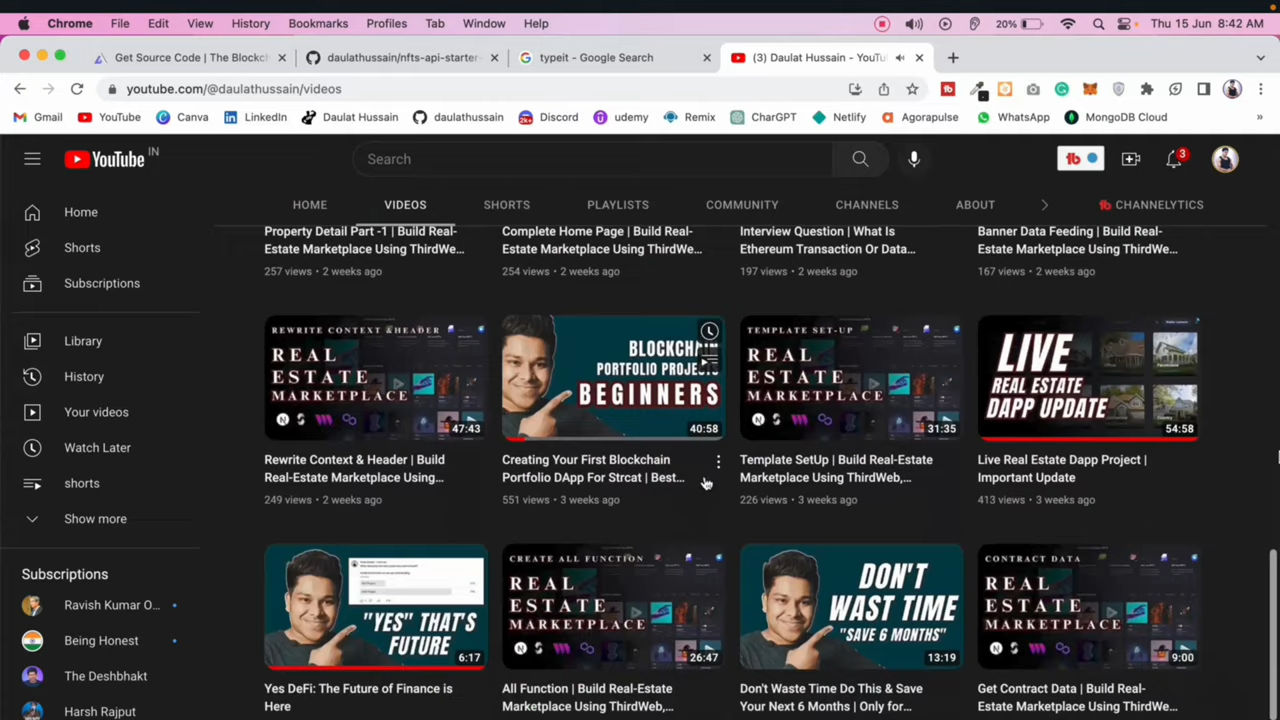 Chrome File Edit View History Bookmarks Profiles Tab Window Help 20% Thu 15 Jun 8:42 AM
Get Source Code | The Blockch
daulathussain/nfts-api-starter-
typeit - Google Search
(3) Daulat Hussain - YouTu
youtube.com/@daulathussain/videos
Gmail YouTube Canva LinkedIn Daulat Hussain daulathussain Discord udemy Remix CharGPT Netlify Agorapulse WhatsApp MongoDB Cloud »
YouTube IN
Search
3
HOME VIDEOS SHORTS PLAYLISTS COMMUNITY CHANNELS ABOUT CHANNELYTICS
Home
Shorts
Subscriptions
Library
History
Your videos
Watch Later
shorts
Show more
Subscriptions
Ravish Kumar O...
Being Honest
The Deshbhakt
Harsh Rajput
Property Detail Part -1 | Build Real-
Estate Marketplace Using ThirdWe...
257 views • 2 weeks ago
Complete Home Page | Build Real-
Estate Marketplace Using ThirdWe...
254 views • 2 weeks ago
Interview Question | What Is
Ethereum Transaction Or Data...
197 views • 2 weeks ago
Banner Data Feeding | Build Real-
Estate Marketplace Using ThirdWe...
167 views • 2 weeks ago
REWRITE CONTEXT &HEADER
REAL
ESTATE
MARKETPLACE
47:43
Rewrite Context & Header | Build
Real-Estate Marketplace Using...
249 views • 2 weeks ago
BLOCKCHAIN
PORTFOLIO PROJECT
BEGINNERS
40:58
Creating Your First Blockchain
Portfolio DApp For Strcat | Best...
551 views • 3 weeks ago
TEMPLATE SET-UP
REAL
ESTATE
MARKETPLACE
31:35
Template SetUp | Build Real-Estate
Marketplace Using ThirdWeb,...
226 views • 3 weeks ago
LIVE
REAL ESTATE
DAPP UPDATE
54:58
Live Real Estate Dapp Project |
Important Update
413 views • 3 weeks ago
"YES" THAT'S
FUTURE
6:17
Yes DeFi: The Future of Finance is
Here
CREATE ALL FUNCTION
REAL
ESTATE
MARKETPLACE
26:47
All Function | Build Real-Estate
Marketplace Using ThirdWeb,...
DON'T
WAST TIME
"SAVE 6 MONTHS"
13:19
Don't Waste Time Do This & Save
Your Next 6 Months | Only for...
CONTRACT DATA
REAL
ESTATE
MARKETPLACE
9:00
Get Contract Data | Build Real-
Estate Marketplace Using ThirdWe...